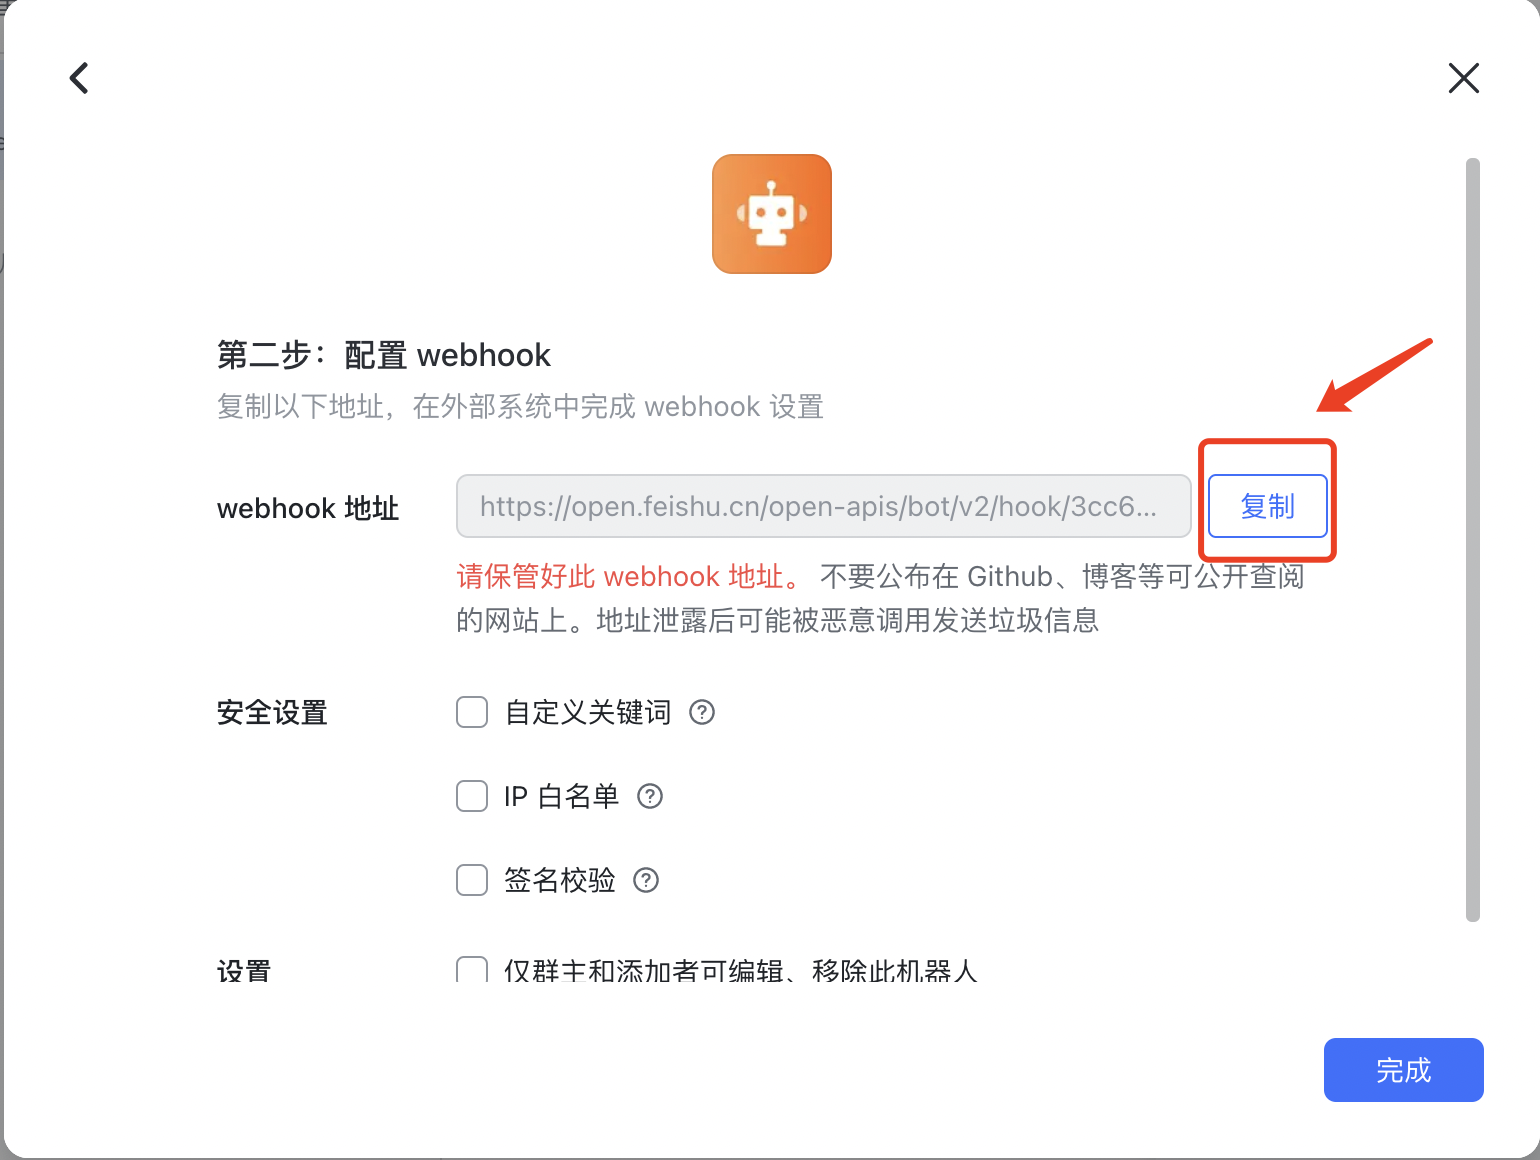 第二步：配置 webhook
复制以下地址，在外部系统中完成 webhook 设置
webhook 地址
https://open.feishu.cn/open-apis/bot/v2/hook/3cc6...
复制
请保管好此 webhook 地址。 不要公布在 Github、博客等可公开查阅
的网站上。地址泄露后可能被恶意调用发送垃圾信息
安全设置
自定义关键词
IP 白名单
签名校验
设置
仅群主和添加者可编辑、移除此机器人
完成